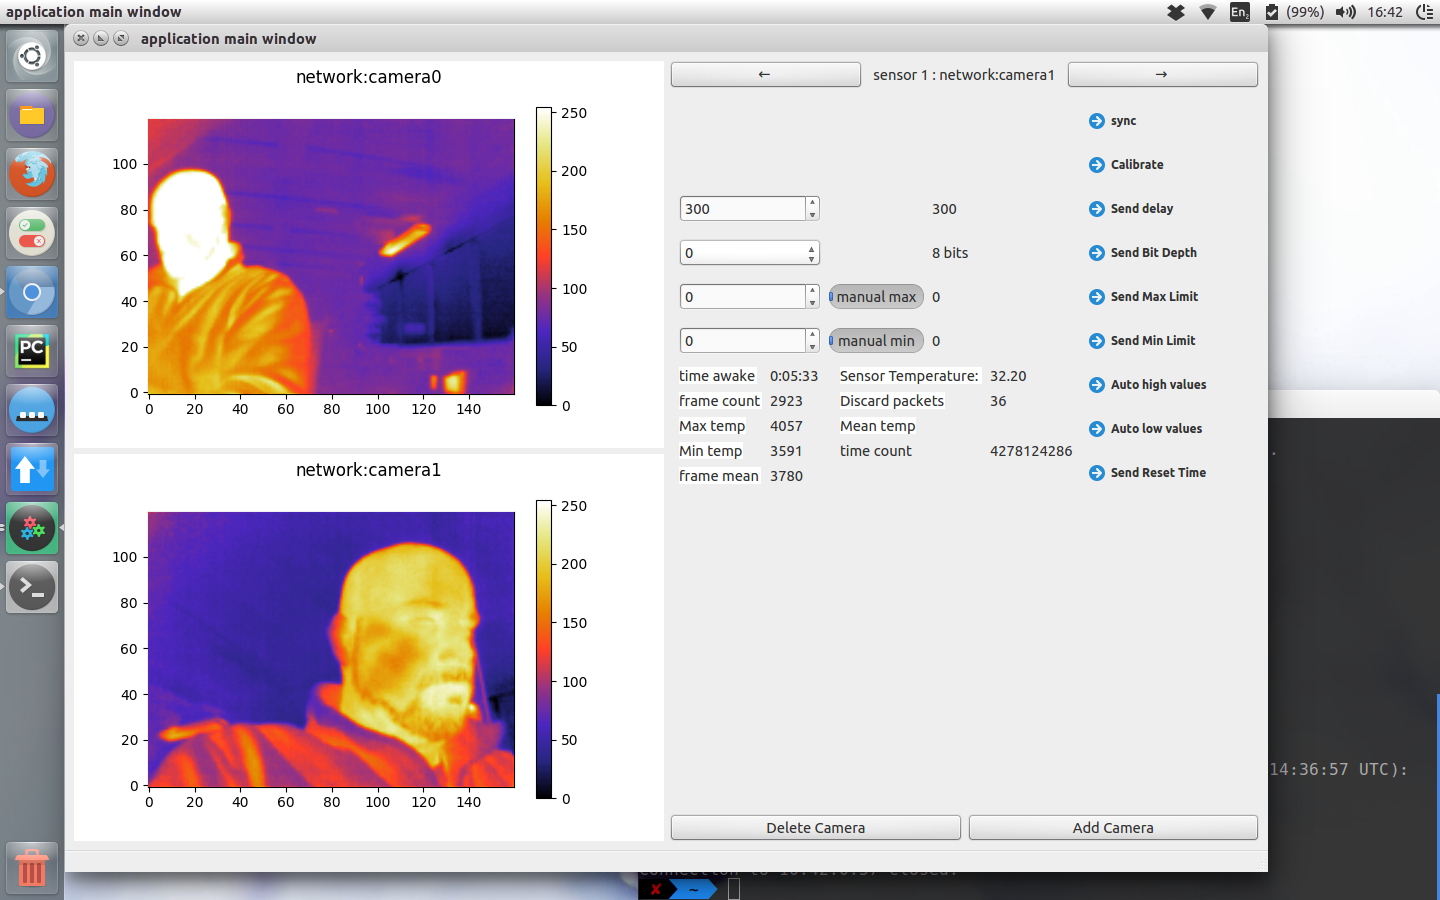 application main window
En2
(99%)
16:42
application main window
network:camera0
250
200
150
100
50
0
100
80
60
40
20
0
0 20 40 60 80 100 120 140
network:camera1
250
200
150
100
50
0
100
80
60
40
20
0
0 20 40 60 80 100 120 140
← sensor 1 : network:camera1 →
sync
Calibrate
300 300 Send delay
0 8 bits Send Bit Depth
0 manual max 0 Send Max Limit
0 manual min 0 Send Min Limit
time awake 0:05:33 Sensor Temperature: 32.20
Auto high values
frame count 2923 Discard packets 36
Max temp 4057 Mean temp
Auto low values
Min temp 3591 time count 4278124286
frame mean 3780
Send Reset Time
Delete Camera Add Camera
PC
14:36:57 UTC):
✘ ~